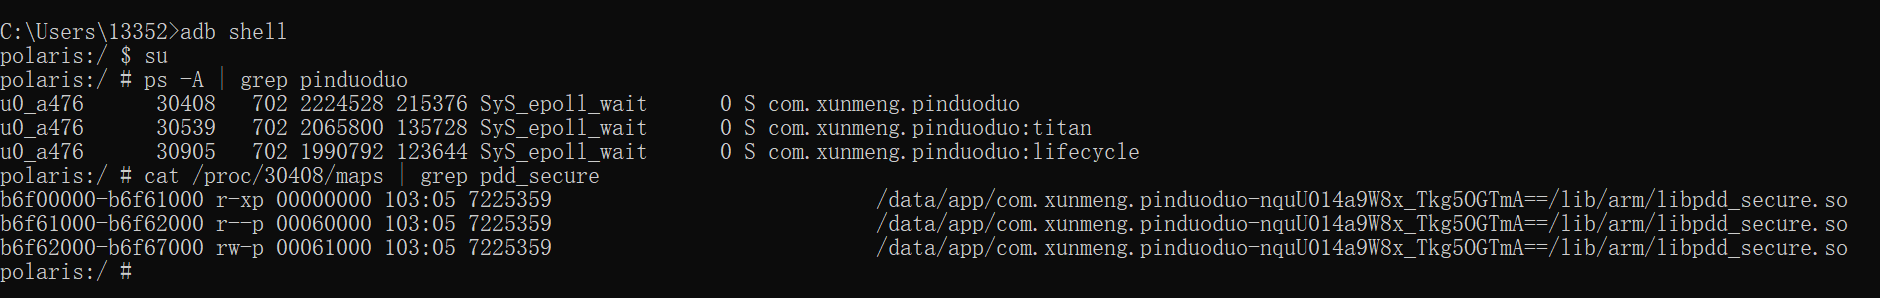 C:\Users\13352>adb shell
polaris:/ $ su
polaris:/ # ps -A | grep pinduoduo
u0_a476      30408   702 2224528 215376 SyS_epoll_wait      0 S com.xunmeng.pinduoduo
u0_a476      30539   702 2065800 135728 SyS_epoll_wait      0 S com.xunmeng.pinduoduo:titan
u0_a476      30905   702 1990792 123644 SyS_epoll_wait      0 S com.xunmeng.pinduoduo:lifecycle
polaris:/ # cat /proc/30408/maps | grep pdd_secure
b6f00000-b6f61000 r-xp 00000000 103:05 7225359                           /data/app/com.xunmeng.pinduoduo-nquU014a9W8x_Tkg5OGTmA==/lib/arm/libpdd_secure.so
b6f61000-b6f62000 r--p 00060000 103:05 7225359                           /data/app/com.xunmeng.pinduoduo-nquU014a9W8x_Tkg5OGTmA==/lib/arm/libpdd_secure.so
b6f62000-b6f67000 rw-p 00061000 103:05 7225359                           /data/app/com.xunmeng.pinduoduo-nquU014a9W8x_Tkg5OGTmA==/lib/arm/libpdd_secure.so
polaris:/ #